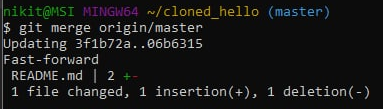 nikit@MSI MINGW64 ~/cloned_hello (master)
$ git merge origin/master
Updating 3f1b72a..06b6315
Fast-forward
 README.md | 2 +-
 1 file changed, 1 insertion(+), 1 deletion(-)